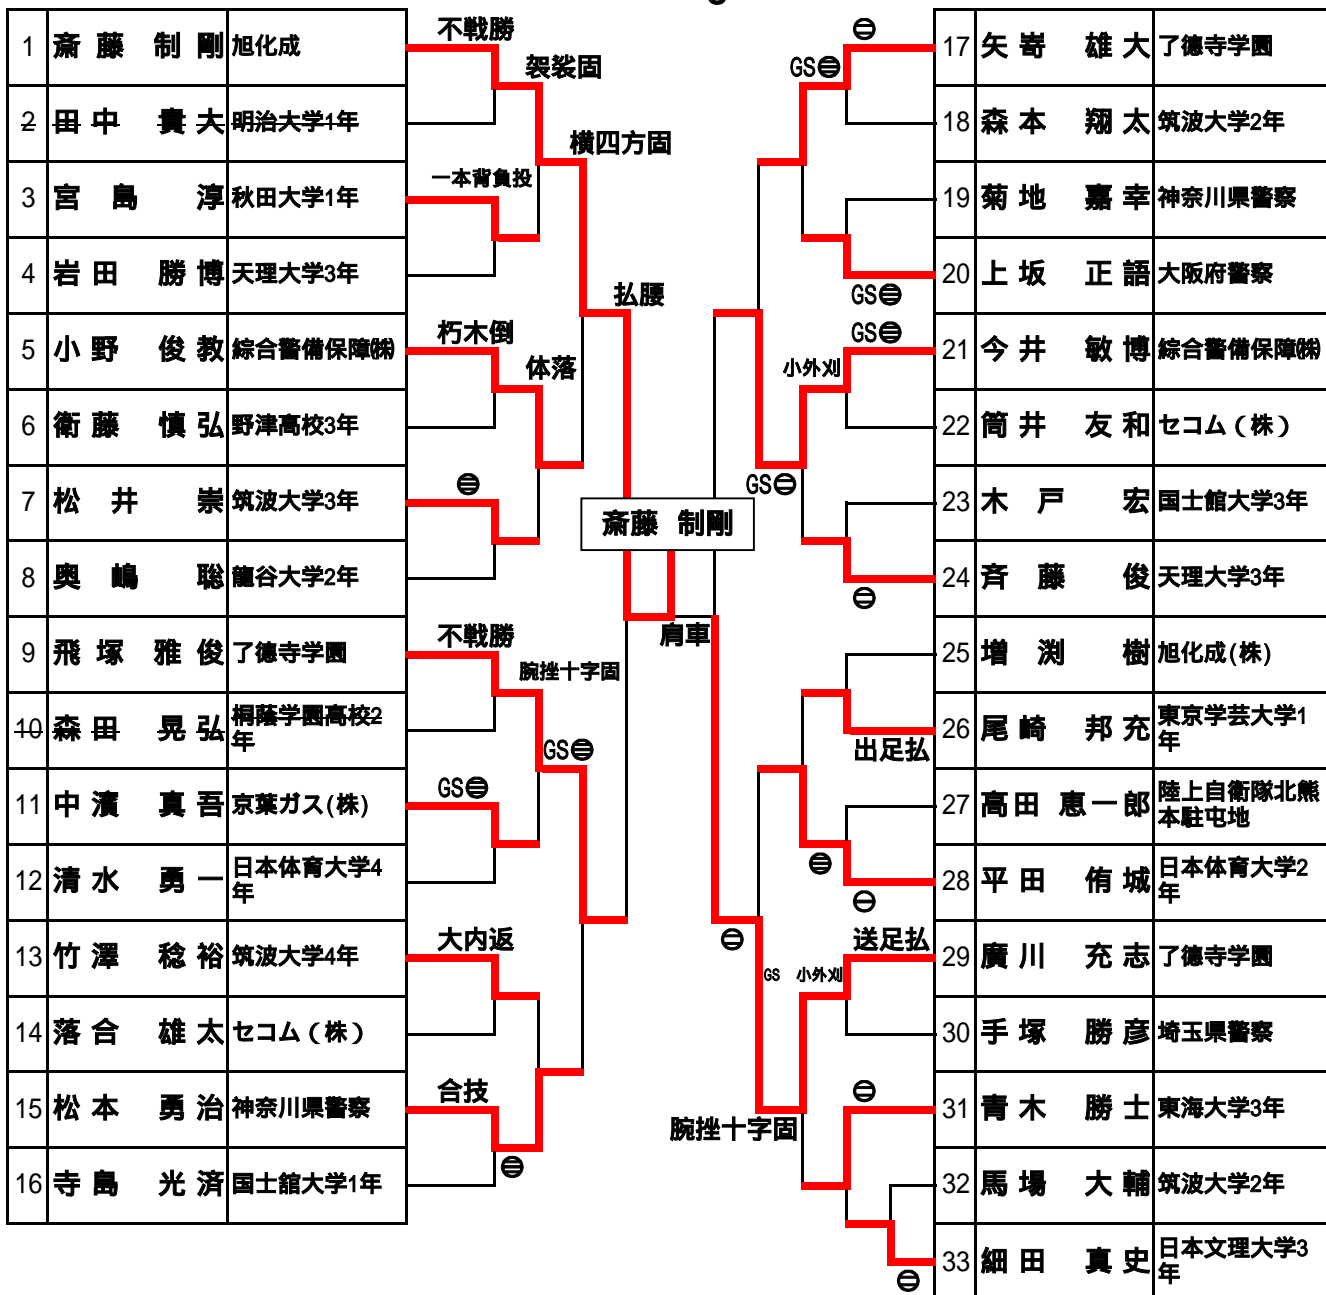 1 斎藤 制剛 旭化成
2 田中 貴大 明治大学1年
3 宮島 淳 秋田大学1年
4 岩田 勝博 天理大学3年
5 小野 俊教 綜合警備保障㈱
6 衛藤 慎弘 野津高校3年
7 松井 崇 筑波大学3年
8 奥嶋 聡 龍谷大学2年
9 飛塚 雅俊 了德寺学園
10 森田 晃弘 桐蔭学園高校2
年
11 中濱 真吾 京葉ガス(株)
12 清水 勇一 日本体育大学4
年
13 竹澤 稔裕 筑波大学4年
14 落合 雄太 セコム（株）
15 松本 勇治 神奈川県警察
16 寺島 光済 国士舘大学1年
不戦勝
袈裟固
横四方固
一本背負投
払腰
朽木倒
体落
不戦勝
腕挫十字固
GS
GS
大内返
合技
斎藤 制剛
肩車
GS
GS
GS
小外刈
GS
出足払
送足払
GS 小外刈
腕挫十字固
17 矢嵜 雄大 了德寺学園
18 森本 翔太 筑波大学2年
19 菊地 嘉幸 神奈川県警察
20 上坂 正語 大阪府警察
21 今井 敏博 綜合警備保障㈱
22 筒井 友和 セコム（株）
23 木戸 宏 国士舘大学3年
24 斉藤 俊 天理大学3年
25 増渕 樹 旭化成(株)
26 尾崎 邦充 東京学芸大学1
年
27 高田 恵一郎 陸上自衛隊北熊
本駐屯地
28 平田 侑城 日本体育大学2
年
29 廣川 充志 了德寺学園
30 手塚 勝彦 埼玉県警察
31 青木 勝士 東海大学3年
32 馬場 大輔 筑波大学2年
33 細田 真史 日本文理大学3
年